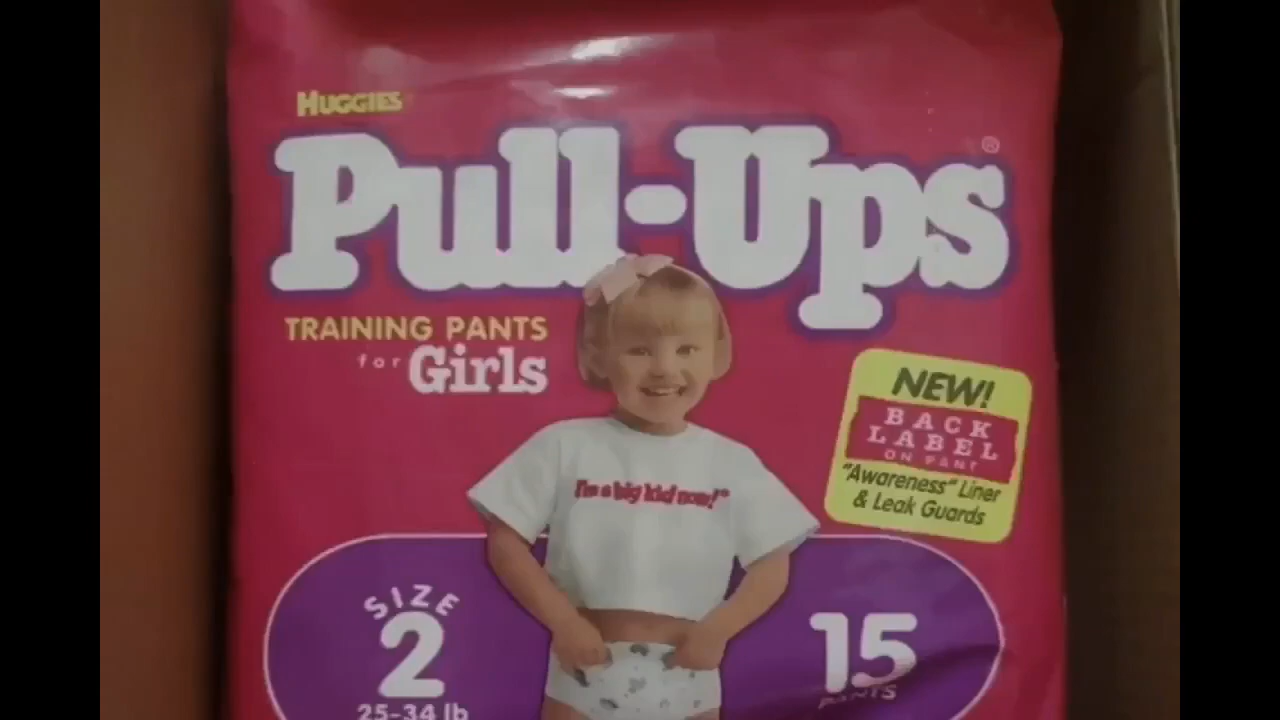 HUGGIES
Pull-Ups®
TRAINING PANTS
for Girls
NEW!
BACK
LABEL
ON PANT
"Awareness" Liner
& Leak Guards
I'm a big kid now!®
SIZE
2
25-34 lb
15
PANTS